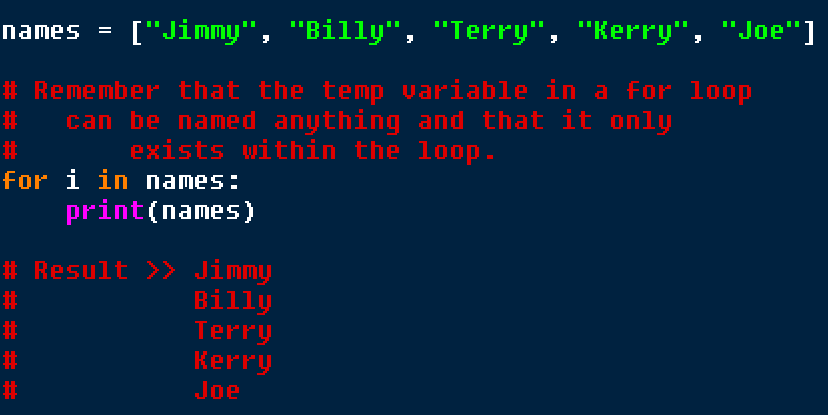 names = ["Jimmy", "Billy", "Terry", "Kerry", "Joe"]
# Remember that the temp variable in a for loop
#   can be named anything and that it only
#       exists within the loop.
for i in names:
    print(names)
# Result >> Jimmy
#           Billy
#           Terry
#           Kerry
#           Joe